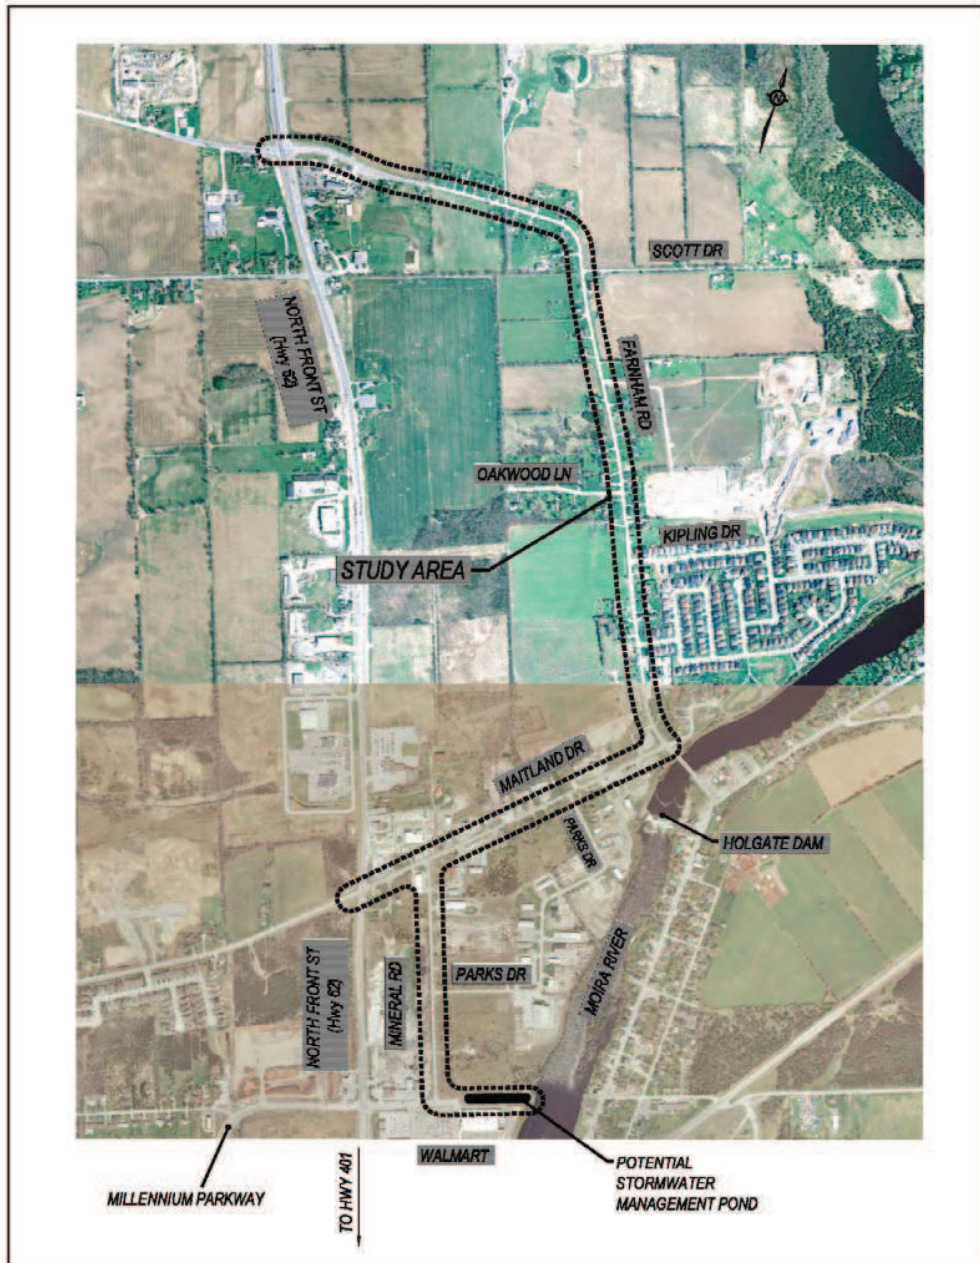 N
SCOTT DR
NORTH FRONT ST
(Hwy 62)
FARNHAM RD
OAKWOOD LN
KIPLING DR
STUDY AREA
MAITLAND DR
PARKS DR
HOLGATE DAM
NORTH FRONT ST
(Hwy 62)
MINERAL RD
PARKS DR
MOIRA RIVER
WALMART
TO HWY 401
MILLENNIUM PARKWAY
POTENTIAL
STORMWATER
MANAGEMENT POND